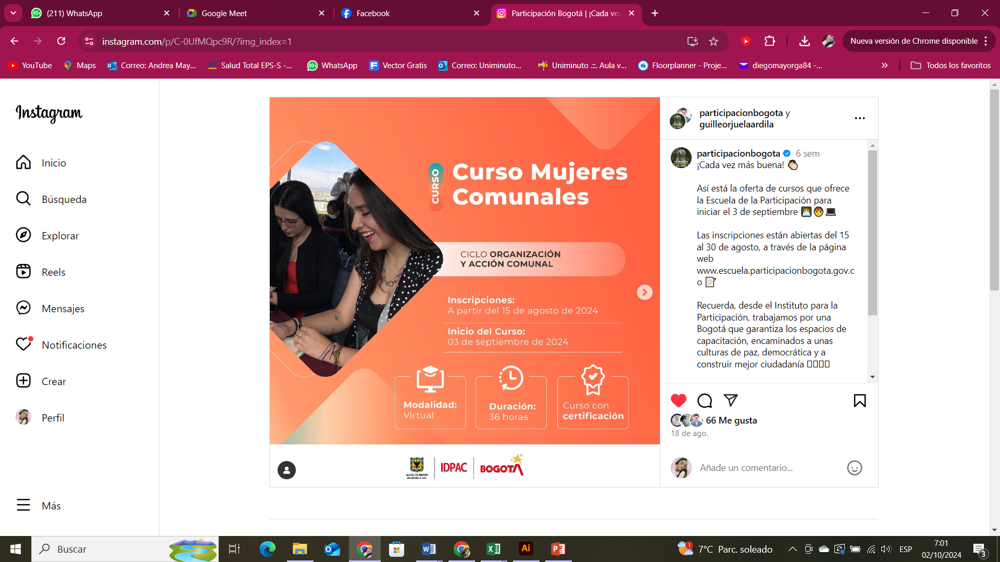 (211) WhatsApp
Google Meet
Facebook
Participación Bogotá | ¡Cada vez
instagram.com/p/C-0UfMQpc9R/?img_index=1
Nueva versión de Chrome disponible
YouTube
Maps
Correo: Andrea May...
Salud Total EPS-S -...
WhatsApp
Vector Gratis
Correo: Uniminuto...
Uniminuto .::. Aula v...
Floorplanner - Proje...
diegomayorga84 -...
Todos los favoritos
Instagram
Inicio
Búsqueda
Explorar
Reels
Mensajes
Notificaciones
Crear
Perfil
Más
CURSO
Curso Mujeres
Comunales
CICLO ORGANIZACIÓN
Y ACCIÓN COMUNAL
Inscripciones:
A partir del 15 de agosto de 2024
Inicio del Curso:
03 de septiembre de 2024
Modalidad:
Virtual
Duración:
36 horas
Curso con
certificación
ALCALDÍA MAYOR
DE BOGOTÁ D.C.
IDPAC
BOGOTÁ
participacionbogota y
guilleorjuelaardila
participacionbogota 6 sem
¡Cada vez más buena! 👏🏻
Así está la oferta de cursos que ofrece
la Escuela de la Participación para
iniciar el 3 de septiembre 👨‍💻🧑💻
Las inscripciones están abiertas del 15
al 30 de agosto, a través de la página
web
www.escuela.participacionbogota.gov.c
o 📝
Recuerda, desde el Instituto para la
Participación, trabajamos por una
Bogotá que garantiza los espacios de
capacitación, encaminados a unas
culturas de paz, democrática y a
construir mejor ciudadanía
66 Me gusta
18 de ago.
Añade un comentario...
Buscar
1
7°C Parc. soleado
ESP
7:01
02/10/2024
3